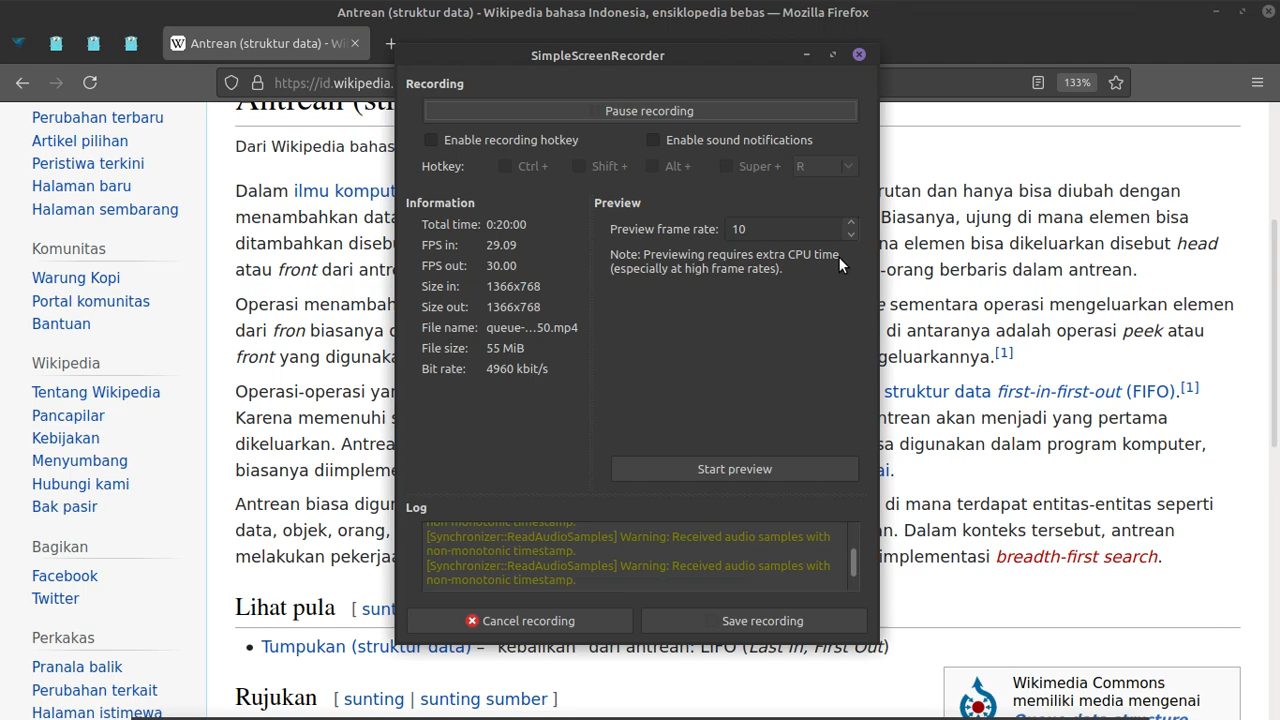 Antrean (struktur data) - Wikipedia bahasa Indonesia, ensiklopedia bebas — Mozilla Firefox
Antrean (struktur data) - Wi
https://id.wikipedia.
133%
SimpleScreenRecorder
Recording
Pause recording
Enable recording hotkey
Enable sound notifications
Hotkey: Ctrl + Shift + Alt + Super + R
Information
Total time: 0:20:00
FPS in: 29.09
FPS out: 30.00
Size in: 1366x768
Size out: 1366x768
File name: queue-...50.mp4
File size: 55 MiB
Bit rate: 4960 kbit/s
Preview
Preview frame rate: 10
Note: Previewing requires extra CPU time
(especially at high frame rates).
Start preview
Log
non-monotonic timestamp.
[Synchronizer::ReadAudioSamples] Warning: Received audio samples with
non-monotonic timestamp.
[Synchronizer::ReadAudioSamples] Warning: Received audio samples with
non-monotonic timestamp.
Cancel recording
Save recording
Perubahan terbaru
Artikel pilihan
Peristiwa terkini
Halaman baru
Halaman sembarang
Komunitas
Warung Kopi
Portal komunitas
Bantuan
Wikipedia
Tentang Wikipedia
Pancapilar
Kebijakan
Menyumbang
Hubungi kami
Bak pasir
Bagikan
Facebook
Twitter
Perkakas
Pranala balik
Perubahan terkait
Halaman istimewa
Antrean (st
Dari Wikipedia bahas
Dalam ilmu komput rutan dan hanya bisa diubah dengan
menambahkan data Biasanya, ujung di mana elemen bisa
ditambahkan disebu na elemen bisa dikeluarkan disebut head
atau front dari antre -orang berbaris dalam antrean.
Operasi menambah e sementara operasi mengeluarkan elemen
dari fron biasanya d di antaranya adalah operasi peek atau
front yang digunaka geluarkannya.[1]
Operasi-operasi yan struktur data first-in-first-out (FIFO).[1]
Karena memenuhi s ntrean akan menjadi yang pertama
dikeluarkan. Antrea sa digunakan dalam program komputer,
biasanya diimpleme ai.
Antrean biasa digun di mana terdapat entitas-entitas seperti
data, objek, orang, . Dalam konteks tersebut, antrean
melakukan pekerjaa implementasi breadth-first search.
Lihat pula [ sunt
• Tumpukan (struktur data) – "kebalikan" dari antrean: LIFO (Last In, First Out)
Rujukan [ sunting | sunting sumber ]
Wikimedia Commons
memiliki media mengenai
Queue data structure